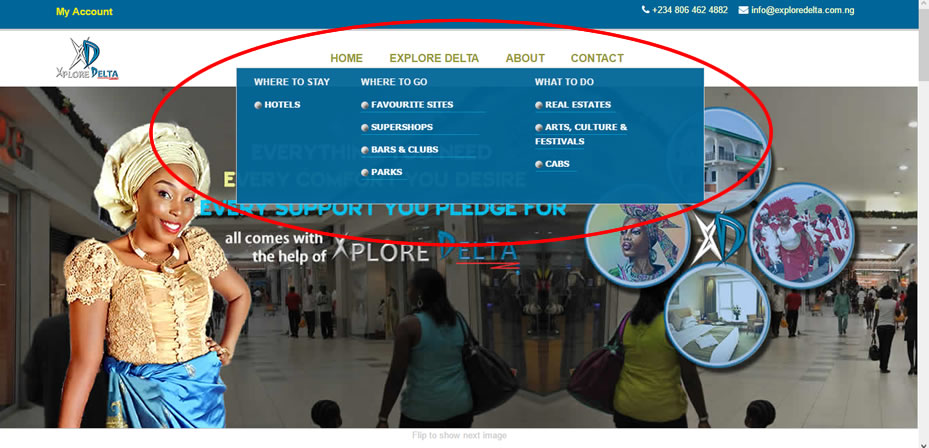 My Account
+234 806 462 4882 info@exploredelta.com.ng
XPLORE DELTA
HOME EXPLORE DELTA ABOUT CONTACT
WHERE TO STAY WHERE TO GO WHAT TO DO
HOTELS FAVOURITE SITES REAL ESTATES
SUPERSHOPS ARTS, CULTURE &
FESTIVALS
BARS & CLUBS
CABS
PARKS
EVERYTHING YOU NEED
EVERY COMFORT YOU DESIRE
EVERY SUPPORT YOU PLEDGE FOR
all comes with
the help of XPLORE DELTA
XD
Flip to show next image